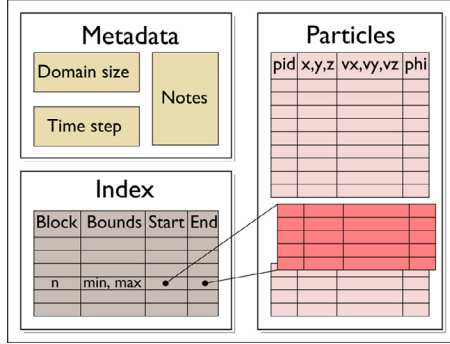 Metadata
Domain size
Time step
Notes
Index
Block Bounds Start End
n min, max
Particles
pid x,y,z vx,vy,vz phi